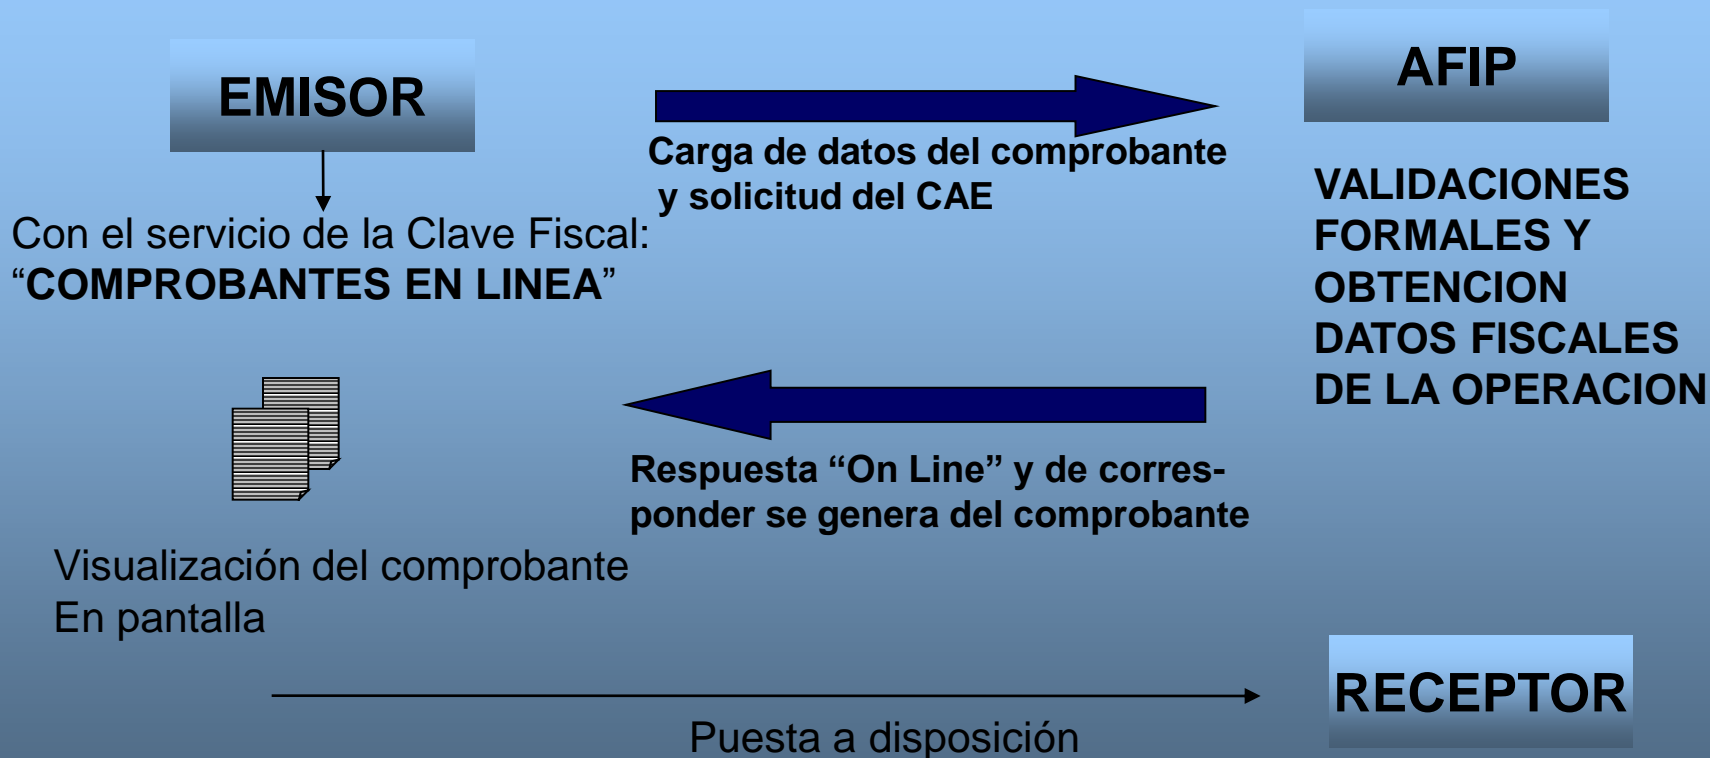 EMISOR
AFIP
Carga de datos del comprobante
y solicitud del CAE
VALIDACIONES
FORMALES Y
OBTENCION
DATOS FISCALES
DE LA OPERACION
Con el servicio de la Clave Fiscal:
“COMPROBANTES EN LINEA”
Respuesta “On Line” y de corres-
ponder se genera del comprobante
Visualización del comprobante
En pantalla
RECEPTOR
Puesta a disposición